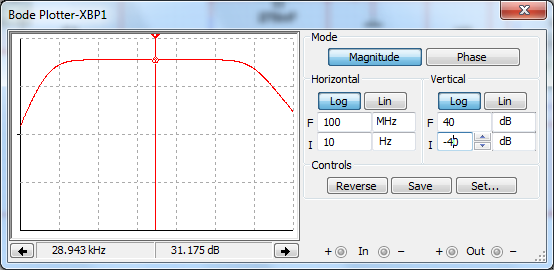 Bode Plotter-XBP1
Mode
Magnitude Phase
Horizontal Vertical
Log Lin Log Lin
F 100 MHz F 40 dB
I 10 Hz I -40 dB
Controls
Reverse Save Set...
28.943 kHz 31.175 dB
+ In − + Out −